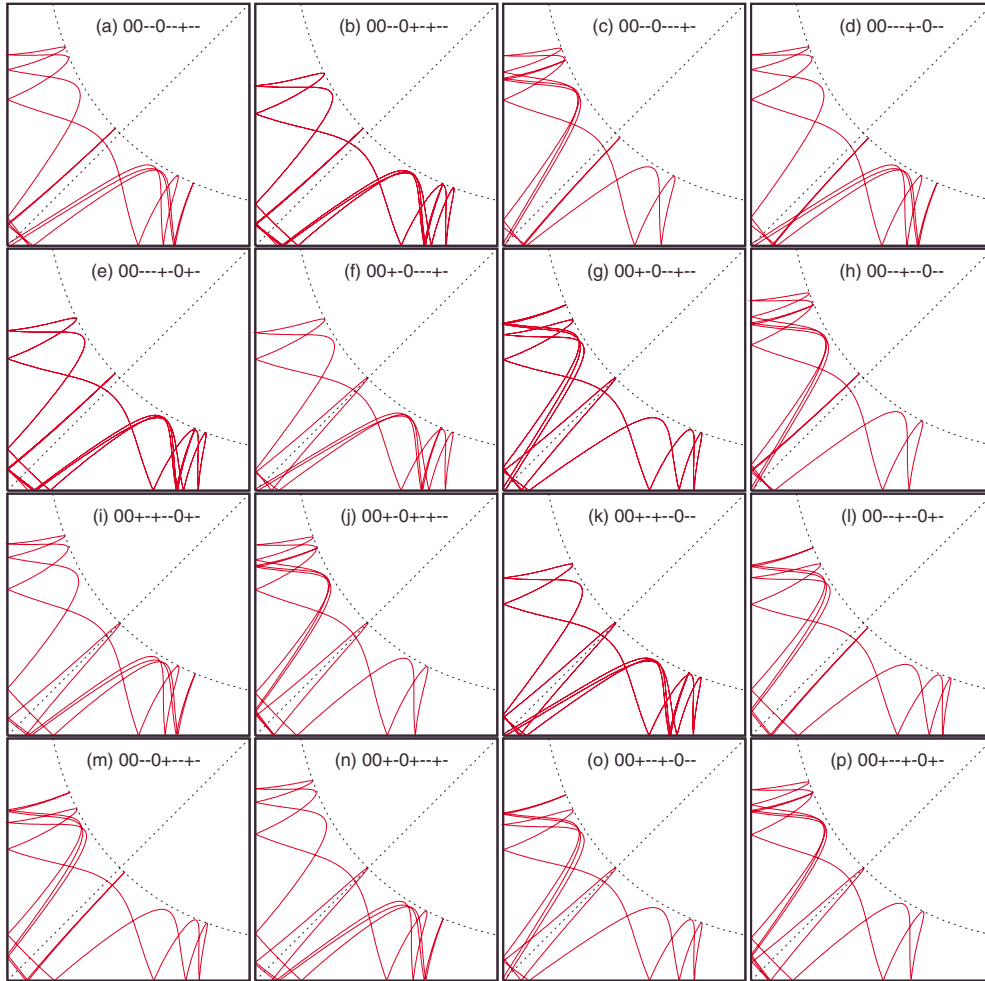 (a) 00--0--+--
(b) 00--0+-+--
(c) 00--0---+-
(d) 00---+-0--
(e) 00---+-0+-
(f) 00+-0---+-
(g) 00+-0--+--
(h) 00--+--0--
(i) 00+-+--0+-
(j) 00+-0+-+--
(k) 00+-+--0--
(l) 00--+--0+-
(m) 00--0+--+-
(n) 00+-0+--+-
(o) 00+--+-0--
(p) 00+--+-0+-